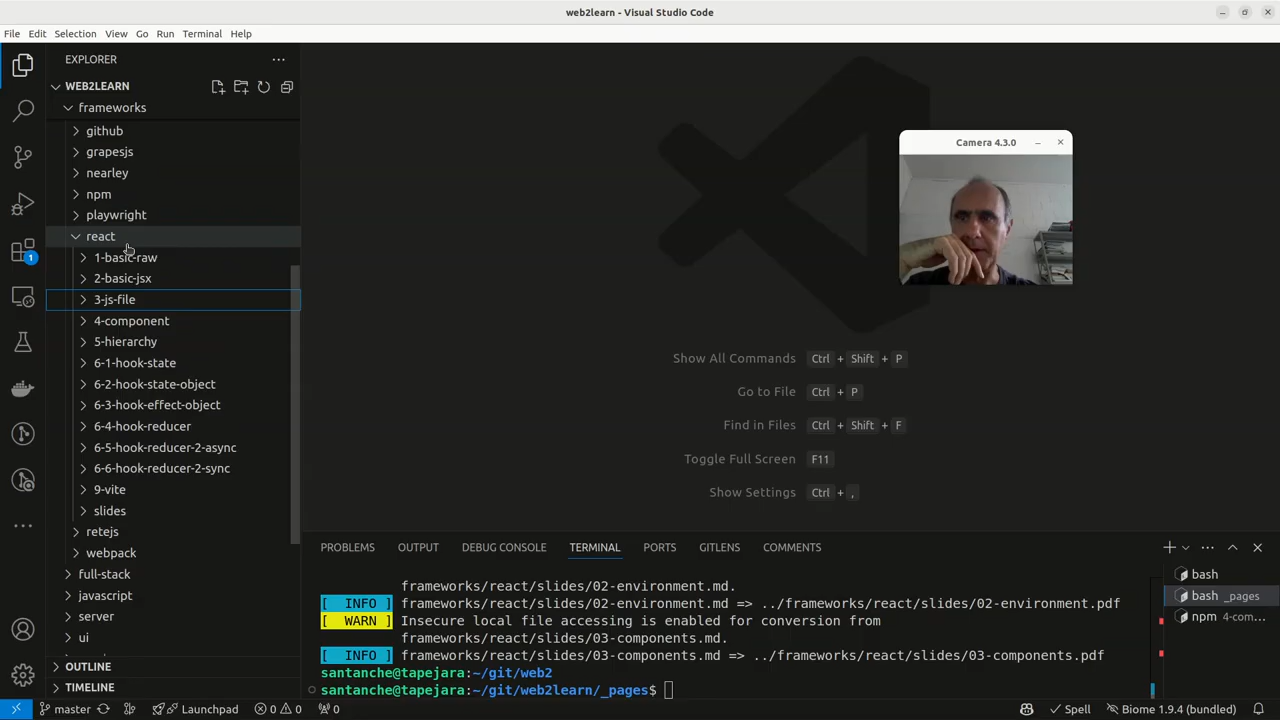 web2learn - Visual Studio Code
File Edit Selection View Go Run Terminal Help
EXPLORER
WEB2LEARN
frameworks
github
grapesjs
nearley
npm
playwright
react
1-basic-raw
2-basic-jsx
3-js-file
4-component
5-hierarchy
6-1-hook-state
6-2-hook-state-object
6-3-hook-effect-object
6-4-hook-reducer
6-5-hook-reducer-2-async
6-6-hook-reducer-2-sync
9-vite
slides
retejs
webpack
full-stack
javascript
server
ui
OUTLINE
TIMELINE
1
Camera 4.3.0
Show All Commands Ctrl + Shift + P
Go to File Ctrl + P
Find in Files Ctrl + Shift + F
Toggle Full Screen F11
Show Settings Ctrl + ,
PROBLEMS OUTPUT DEBUG CONSOLE TERMINAL PORTS GITLENS COMMENTS
frameworks/react/slides/02-environment.md.
[ INFO ] frameworks/react/slides/02-environment.md => ../frameworks/react/slides/02-environment.pdf
[ WARN ] Insecure local file accessing is enabled for conversion from
frameworks/react/slides/03-components.md.
[ INFO ] frameworks/react/slides/03-components.md => ../frameworks/react/slides/03-components.pdf
santanche@tapejara:~/git/web2
santanche@tapejara:~/git/web2learn/_pages$
bash
bash _pages
npm 4-com...
master Launchpad 0 0 0 Spell Biome 1.9.4 (bundled)